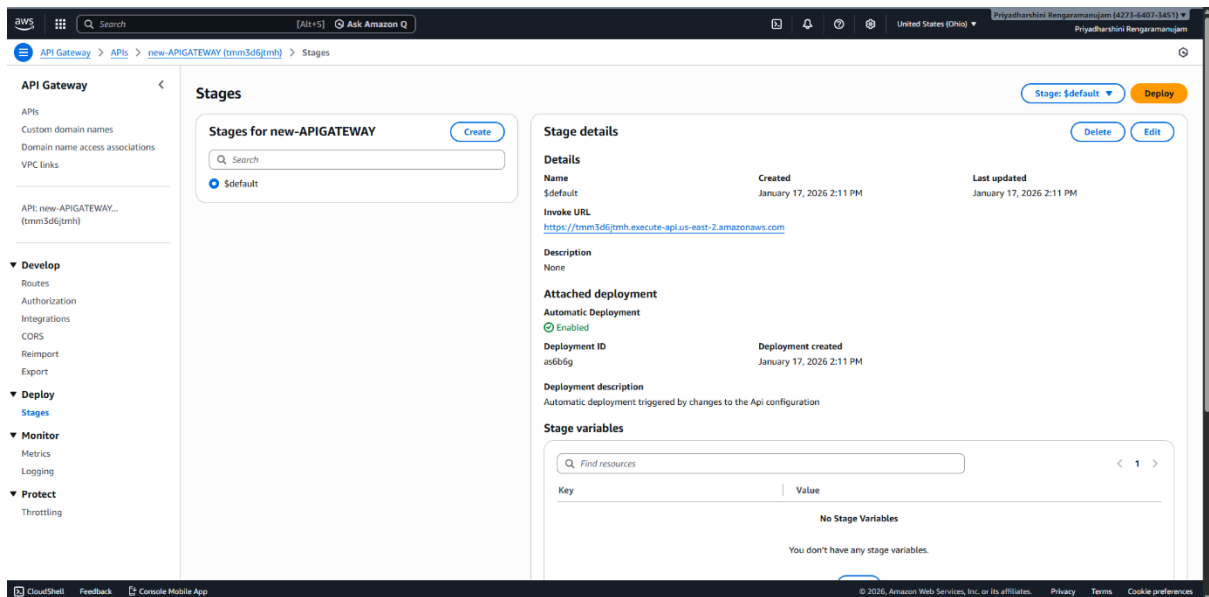 aws
Search [Alt+S] Ask Amazon Q
United States (Ohio) ▼
Priyadharshini Rengaramanujam (4273-6407-3451) ▼
Priyadharshini Rengaramanujam
API Gateway > APIs > new-APIGATEWAY (tmm3d6jtmh) > Stages
API Gateway
APIs
Custom domain names
Domain name access associations
VPC links
API: new-APIGATEWAY...
(tmm3d6jtmh)
Develop
Routes
Authorization
Integrations
CORS
Reimport
Export
Deploy
Stages
Monitor
Metrics
Logging
Protect
Throttling
Stages
Stage: $default ▼
Deploy
Stages for new-APIGATEWAY
Create
Search
$default
Stage details
Delete
Edit
Details
Name
$default
Created
January 17, 2026 2:11 PM
Last updated
January 17, 2026 2:11 PM
Invoke URL
https://tmm3d6jtmh.execute-api.us-east-2.amazonaws.com
Description
None
Attached deployment
Automatic Deployment
Enabled
Deployment ID
as6b6g
Deployment created
January 17, 2026 2:11 PM
Deployment description
Automatic deployment triggered by changes to the Api configuration
Stage variables
Find resources
< 1 >
Key
Value
No Stage Variables
You don't have any stage variables.
CloudShell Feedback Console Mobile App
© 2026, Amazon Web Services, Inc. or its affiliates. Privacy Terms Cookie preferences